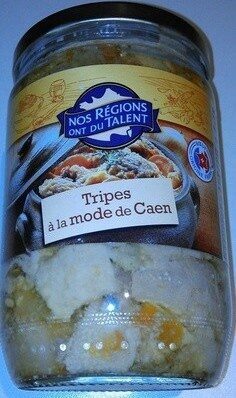 NOS RÉGIONS
ONT DU TALENT
Tripes
à la mode de Caen